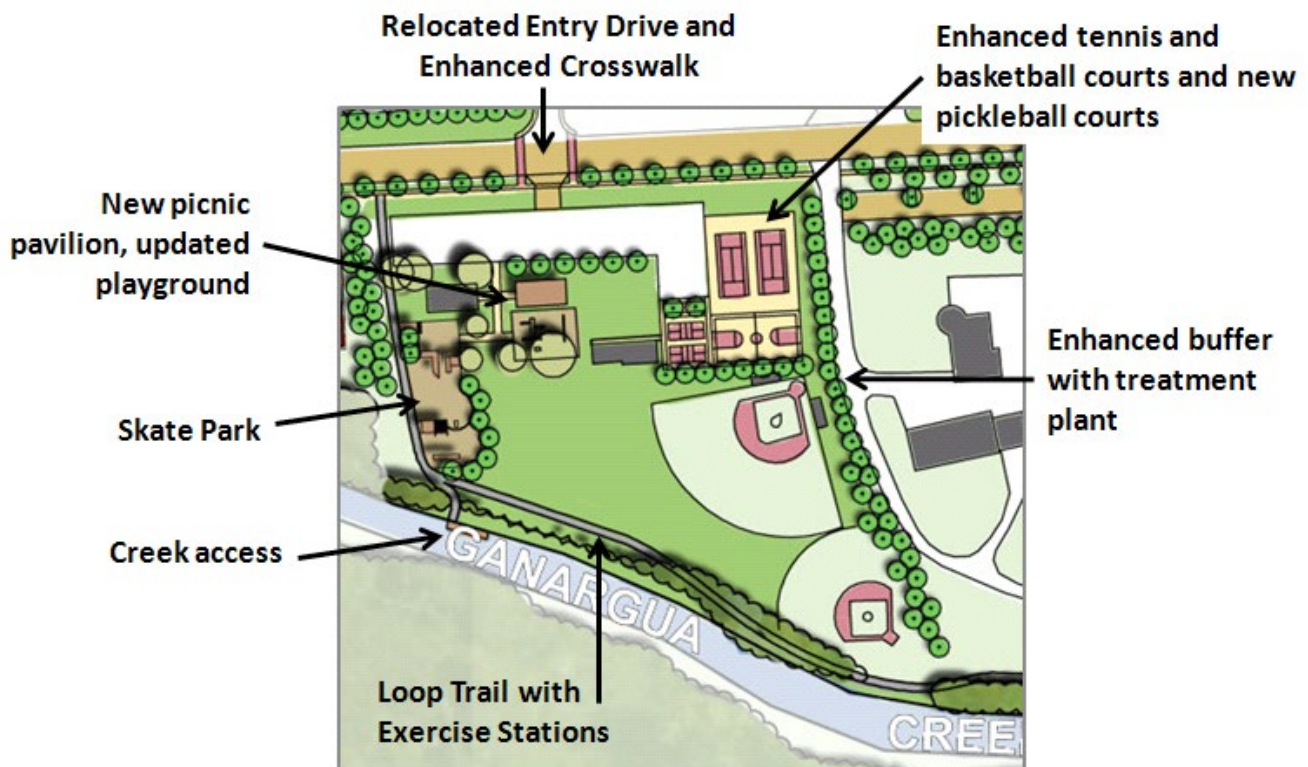 Relocated Entry Drive and
Enhanced Crosswalk
Enhanced tennis and
basketball courts and new
pickleball courts
New picnic
pavilion, updated
playground
Enhanced buffer
with treatment
plant
Skate Park
Creek access
GANARGUA
CREE
Loop Trail with
Exercise Stations